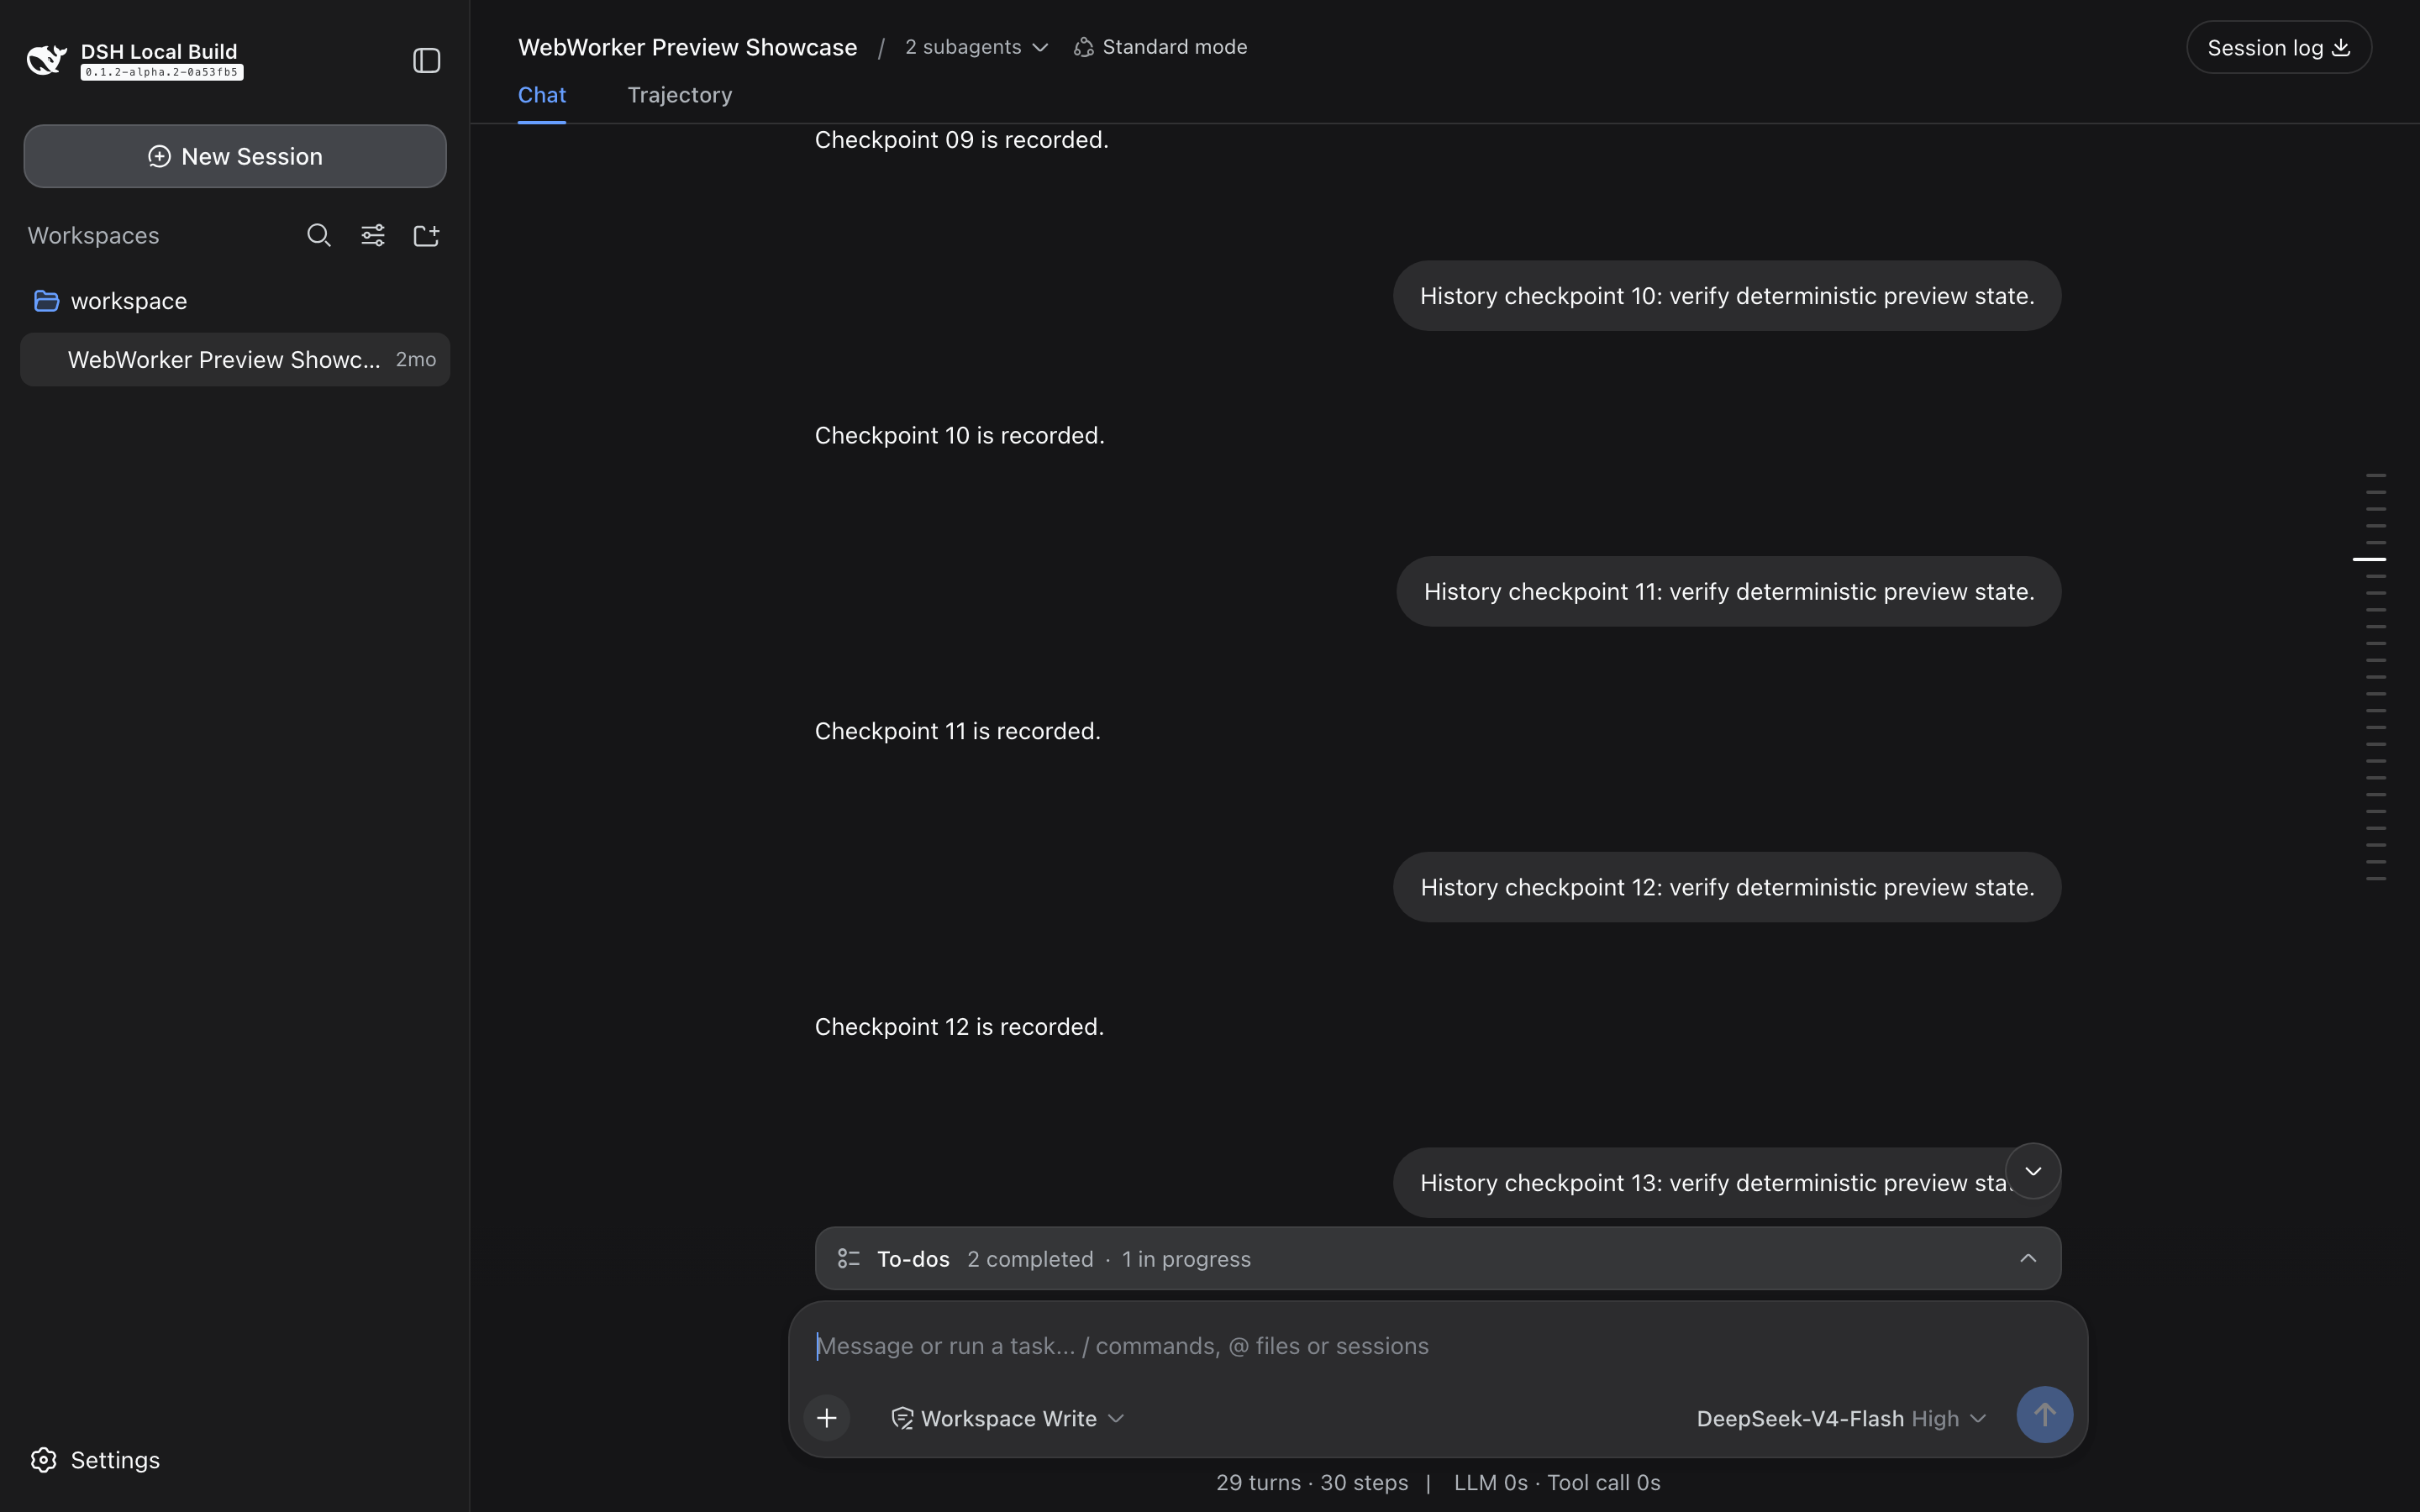 DSH Local Build
0.1.2-alpha.2-0a53fb5
New Session
Workspaces
workspace
WebWorker Preview Showc... 2mo
Settings
WebWorker Preview Showcase / 2 subagents Standard mode
Session log
Chat Trajectory
Checkpoint 09 is recorded.
History checkpoint 10: verify deterministic preview state.
Checkpoint 10 is recorded.
History checkpoint 11: verify deterministic preview state.
Checkpoint 11 is recorded.
History checkpoint 12: verify deterministic preview state.
Checkpoint 12 is recorded.
History checkpoint 13: verify deterministic preview sta
To-dos 2 completed · 1 in progress
Message or run a task... / commands, @ files or sessions
Workspace Write DeepSeek-V4-Flash High
29 turns · 30 steps | LLM 0s · Tool call 0s